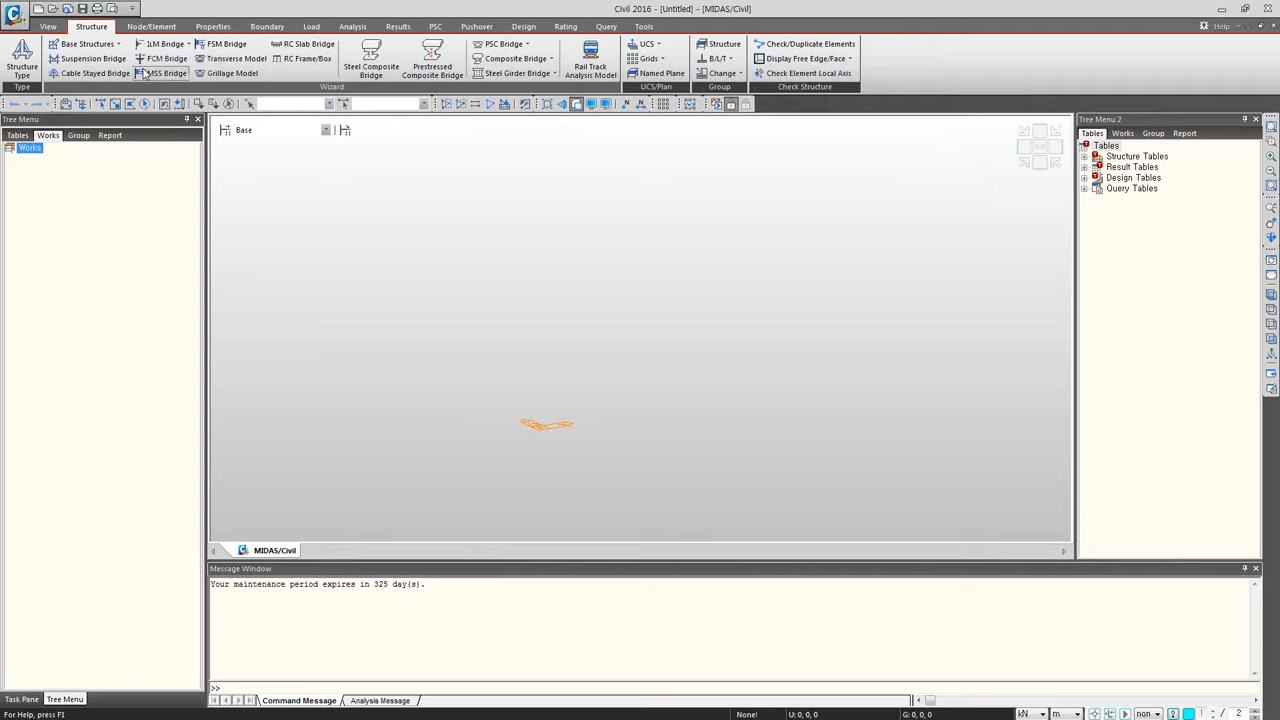 Civil 2016 - [Untitled] - [MIDAS/Civil]
View Structure Node/Element Properties Boundary Load Analysis Results PSC Pushover Design Rating Query Tools Help
Base Structures ILM Bridge FSM Bridge RC Slab Bridge PSC Bridge UCS Structure Check/Duplicate Elements
Suspension Bridge FCM Bridge Transverse Model RC Frame/Box Composite Bridge Grids B/L/T Display Free Edge/Face
Structure Type Cable Stayed Bridge MSS Bridge Grillage Model Steel Composite Bridge Prestressed Composite Bridge Steel Girder Bridge Rail Track Analysis Model Named Plane Change Check Element Local Axis
Type Wizard UCS/Plan Group Check Structure
Tree Menu
Tables Works Group Report
Works
Base
Tree Menu 2
Tables Works Group Report
Tables
Structure Tables
Result Tables
Design Tables
Query Tables
MIDAS/Civil
Message Window
Your maintenance period expires in 325 day(s).
>>
Task Pane Tree Menu
Command Message Analysis Message
For Help, press F1
None! U: 0, 0, 0 G: 0, 0, 0 kN m non ? / 2